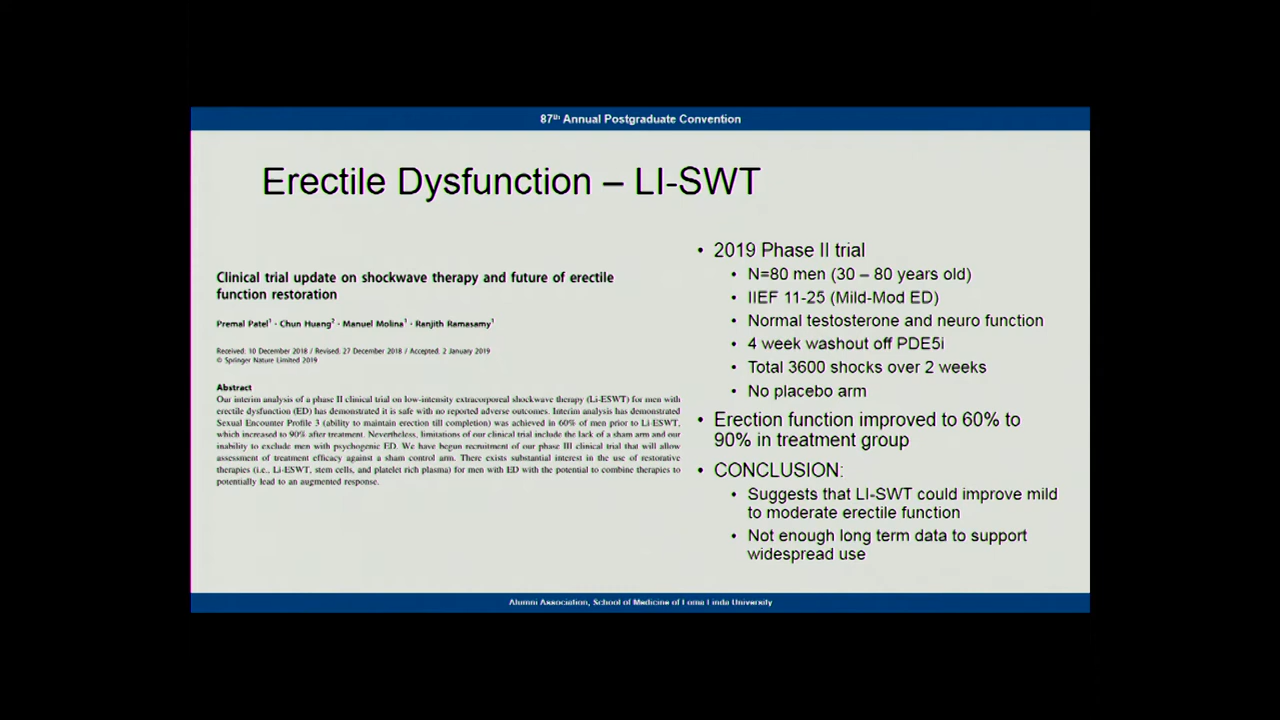 87th Annual Postgraduate Convention
Erectile Dysfunction – LI-SWT
Clinical trial update on shockwave therapy and future of erectile
function restoration
Premal Patel1 · Chun Huang2 · Manuel Molina1 · Ranjith Ramasamy1
Received: 10 December 2018 / Revised: 27 December 2018 / Accepted: 2 January 2019
© Springer Nature Limited 2019
Abstract
Our interim analysis of a phase II clinical trial on low-intensity extracorporeal shockwave therapy (Li-ESWT) for men with
erectile dysfunction (ED) has demonstrated it is safe with no reported adverse outcomes. Interim analysis has demonstrated
Sexual Encounter Profile 3 (ability to maintain erection till completion) was achieved in 60% of men prior to Li-ESWT,
which increased to 90% after treatment. Nevertheless, limitations of our clinical trial include the lack of a sham arm and our
inability to exclude men with psychogenic ED. We have begun recruitment of our phase III clinical trial that will allow
assessment of treatment efficacy against a sham control arm. There exists substantial interest in the use of restorative
therapies (i.e., Li-ESWT, stem cells, and platelet rich plasma) for men with ED with the potential to combine therapies to
potentially lead to an augmented response.
• 2019 Phase II trial
• N=80 men (30 – 80 years old)
• IIEF 11-25 (Mild-Mod ED)
• Normal testosterone and neuro function
• 4 week washout off PDE5i
• Total 3600 shocks over 2 weeks
• No placebo arm
• Erection function improved to 60% to
90% in treatment group
• CONCLUSION:
• Suggests that LI-SWT could improve mild
to moderate erectile function
• Not enough long term data to support
widespread use
Alumni Association, School of Medicine of Loma Linda University